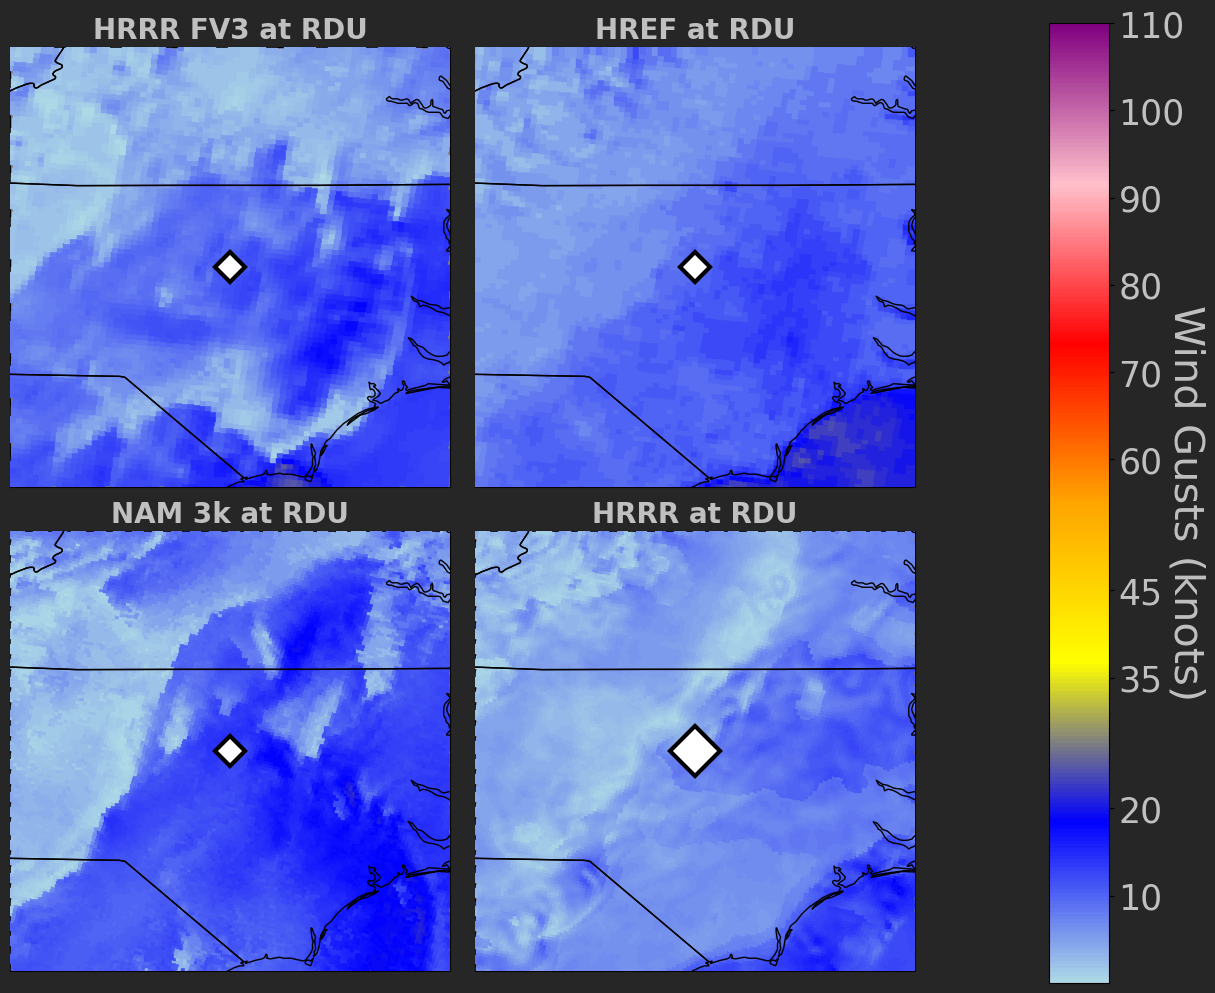 HRRR FV3 at RDU
HREF at RDU
NAM 3k at RDU
HRRR at RDU
110
100
90
80
70
60
45
35
20
10
Wind Gusts (knots)